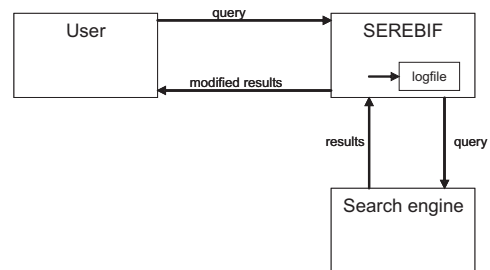 query
User
SEREBIF
logfile
modified results
results
query
Search engine